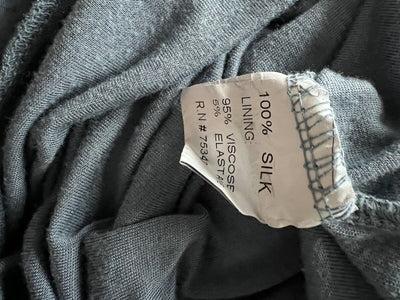 100% SILK
LINING:
95% VISCOSE
5% ELASTA
R.N # 7534